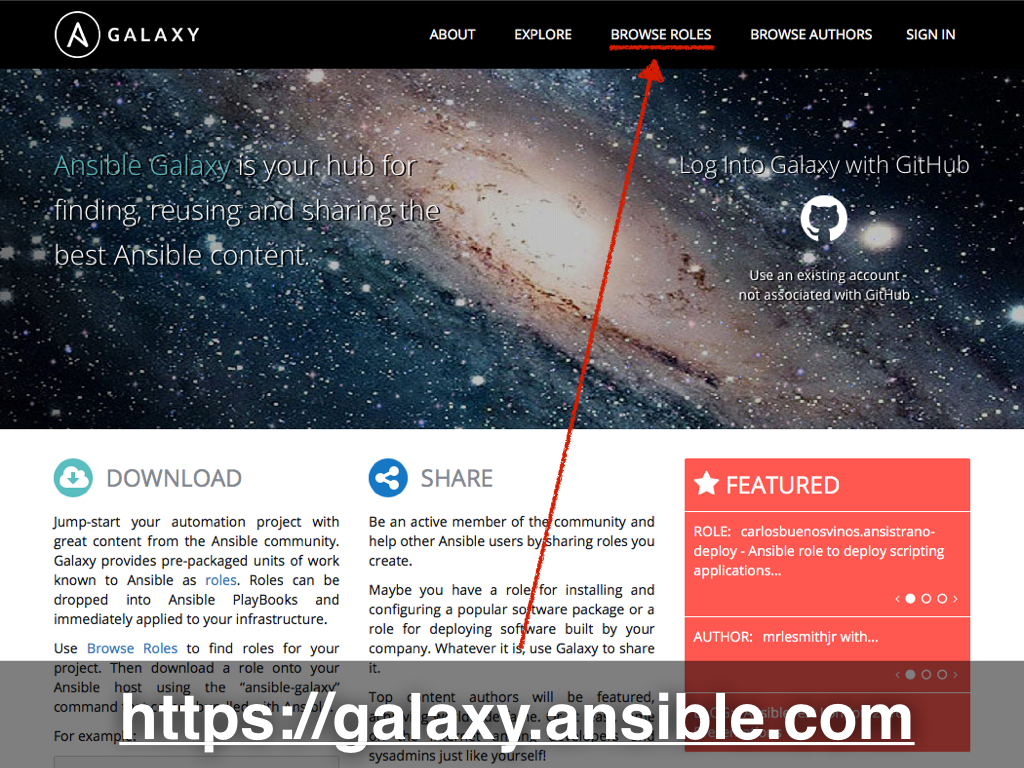 GALAXY
ABOUT
EXPLORE
BROWSE ROLES
BROWSE AUTHORS
SIGN IN
Ansible Galaxy is your hub for
finding, reusing and sharing the
best Ansible content.
Log Into Galaxy with GitHub
Use an existing account
not associated with GitHub
DOWNLOAD
Jump-start your automation project with
great content from the Ansible community.
Galaxy provides pre-packaged units of work
known to Ansible as roles. Roles can be
dropped into Ansible PlayBooks and
immediately applied to your infrastructure.
Use Browse Roles to find roles for your
project. Then download a role onto your
Ansible host using the “ansible-galaxy”
command
For example:
SHARE
Be an active member of the community and
help other Ansible users by sharing roles you
create.
Maybe you have a role for installing and
configuring a popular software package or a
role for deploying software built by your
company. Whatever it is, use Galaxy to share
it.
Top content authors will be featured,
sysadmins just like yourself!
FEATURED
ROLE: carlosbuenosvinos.ansistrano-
deploy - Ansible role to deploy scripting
applications...
‹ ›
AUTHOR: mrlesmithjr with...
‹ ›
https://galaxy.ansible.com